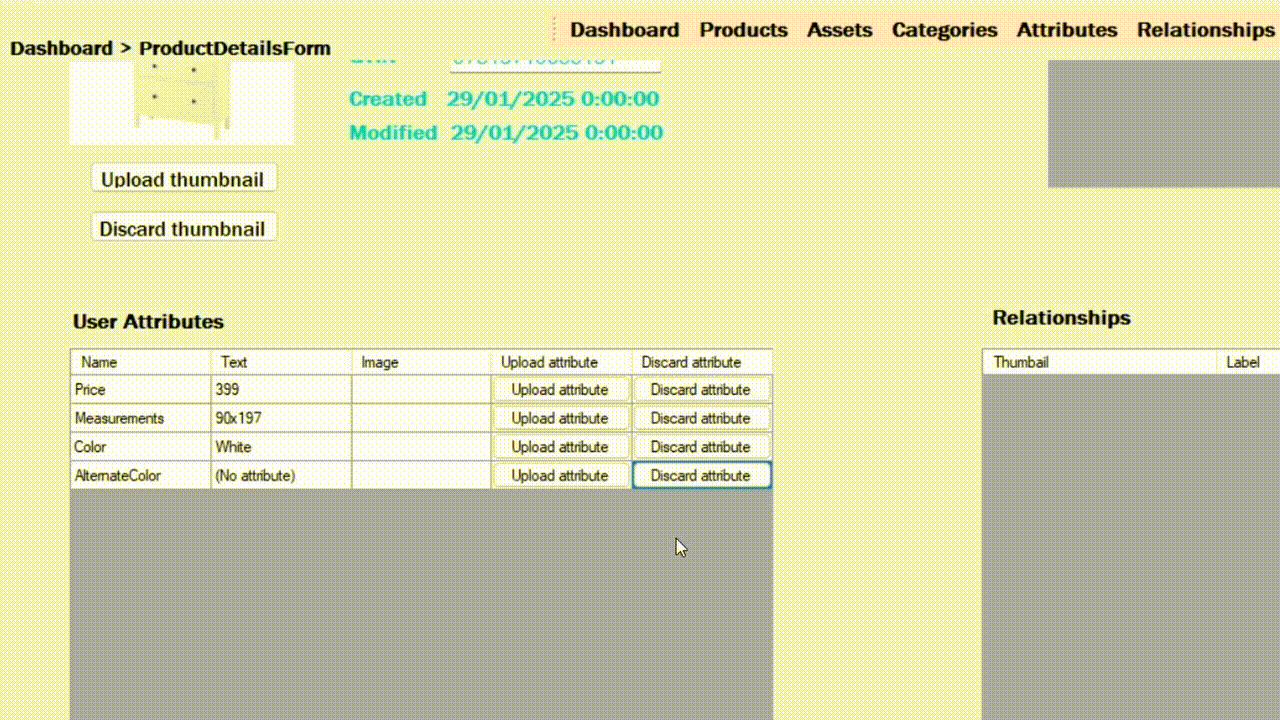 Dashboard Products Assets Categories Attributes Relationships
Dashboard > ProductDetailsForm
Created 29/01/2025 0:00:00
Modified 29/01/2025 0:00:00
Upload thumbnail
Discard thumbnail
User Attributes
Name Text Image Upload attribute Discard attribute
Price 399 Upload attribute Discard attribute
Measurements 90x197 Upload attribute Discard attribute
Color White Upload attribute Discard attribute
AlternateColor (No attribute) Upload attribute Discard attribute
Relationships
Thumbail Label